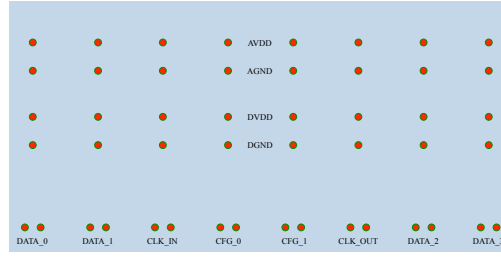 AVDD
AGND
DVDD
DGND
DATA_0 DATA_1 CLK_IN CFG_0 CFG_1 CLK_OUT DATA_2